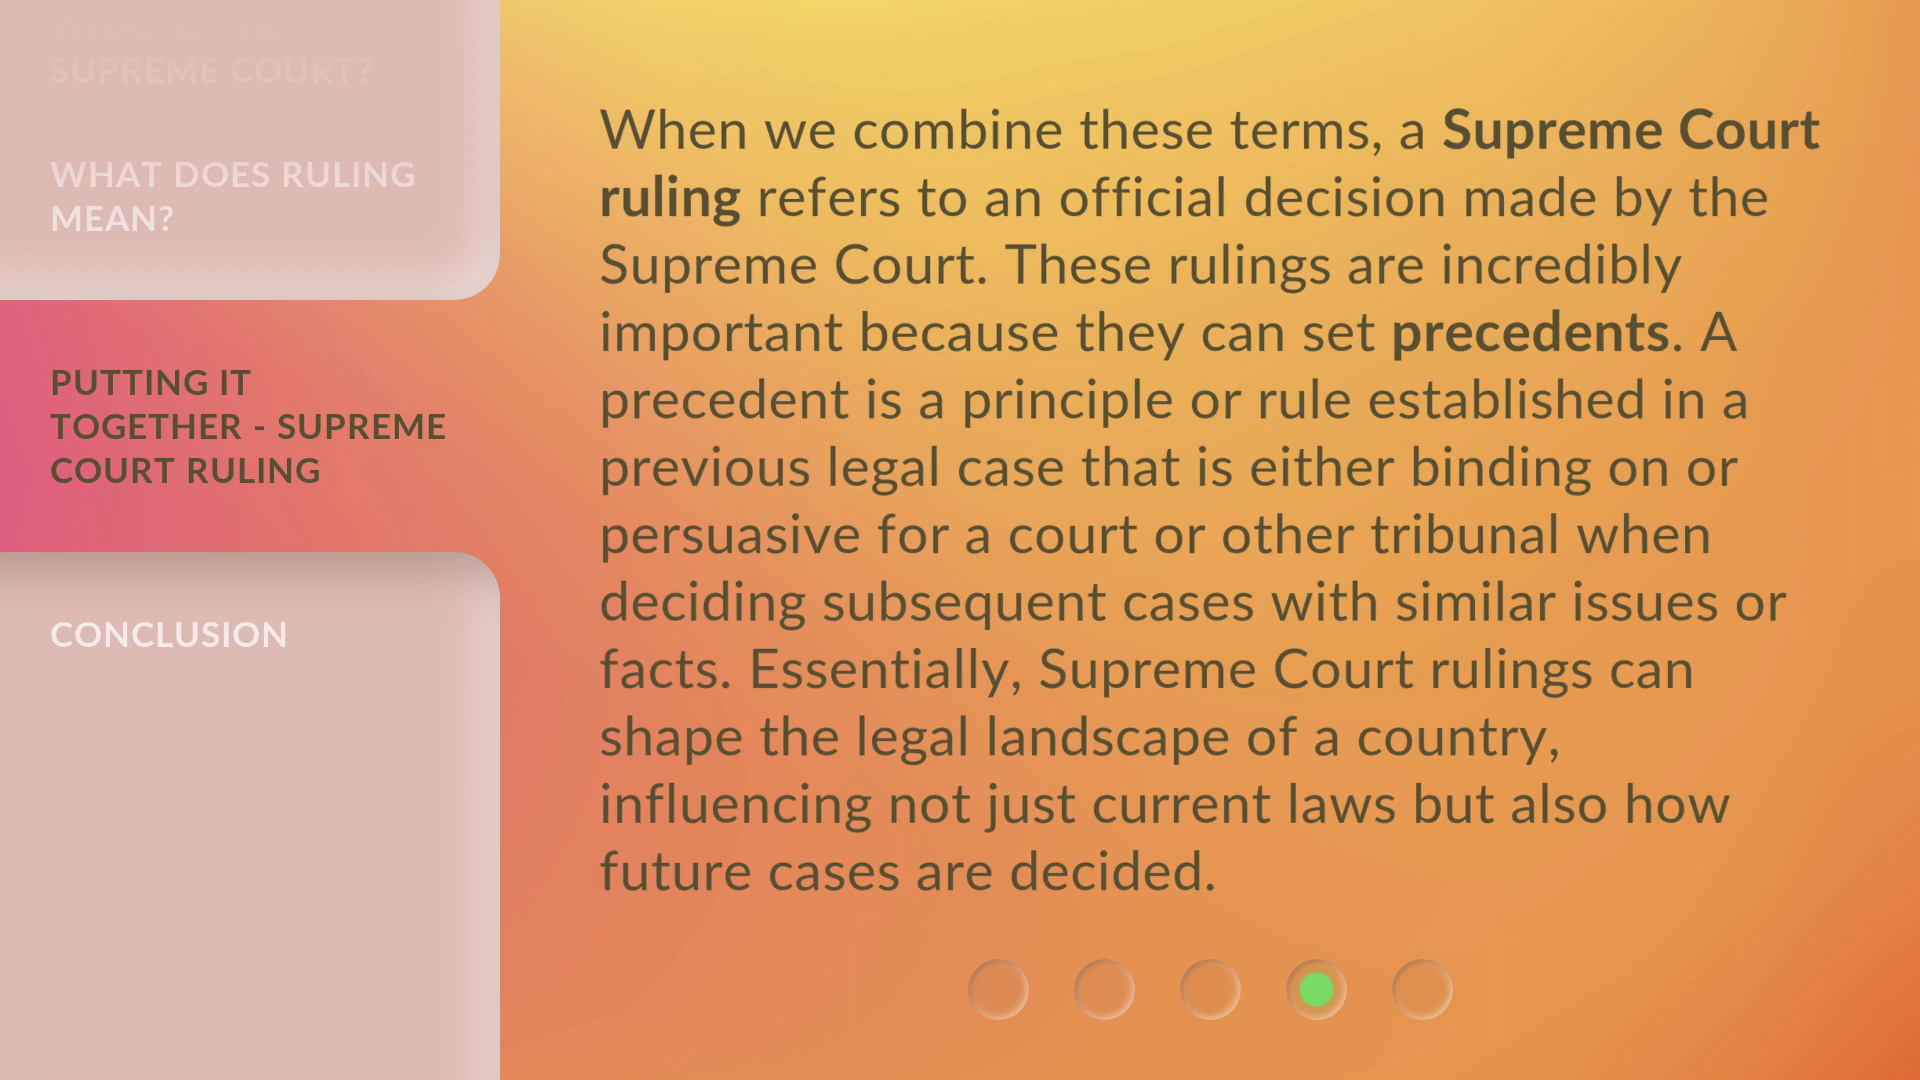 WHAT IS THE
SUPREME COURT?
WHAT DOES RULING
MEAN?
PUTTING IT
TOGETHER - SUPREME
COURT RULING
CONCLUSION
When we combine these terms, a Supreme Court
ruling refers to an official decision made by the
Supreme Court. These rulings are incredibly
important because they can set precedents. A
precedent is a principle or rule established in a
previous legal case that is either binding on or
persuasive for a court or other tribunal when
deciding subsequent cases with similar issues or
facts. Essentially, Supreme Court rulings can
shape the legal landscape of a country,
influencing not just current laws but also how
future cases are decided.